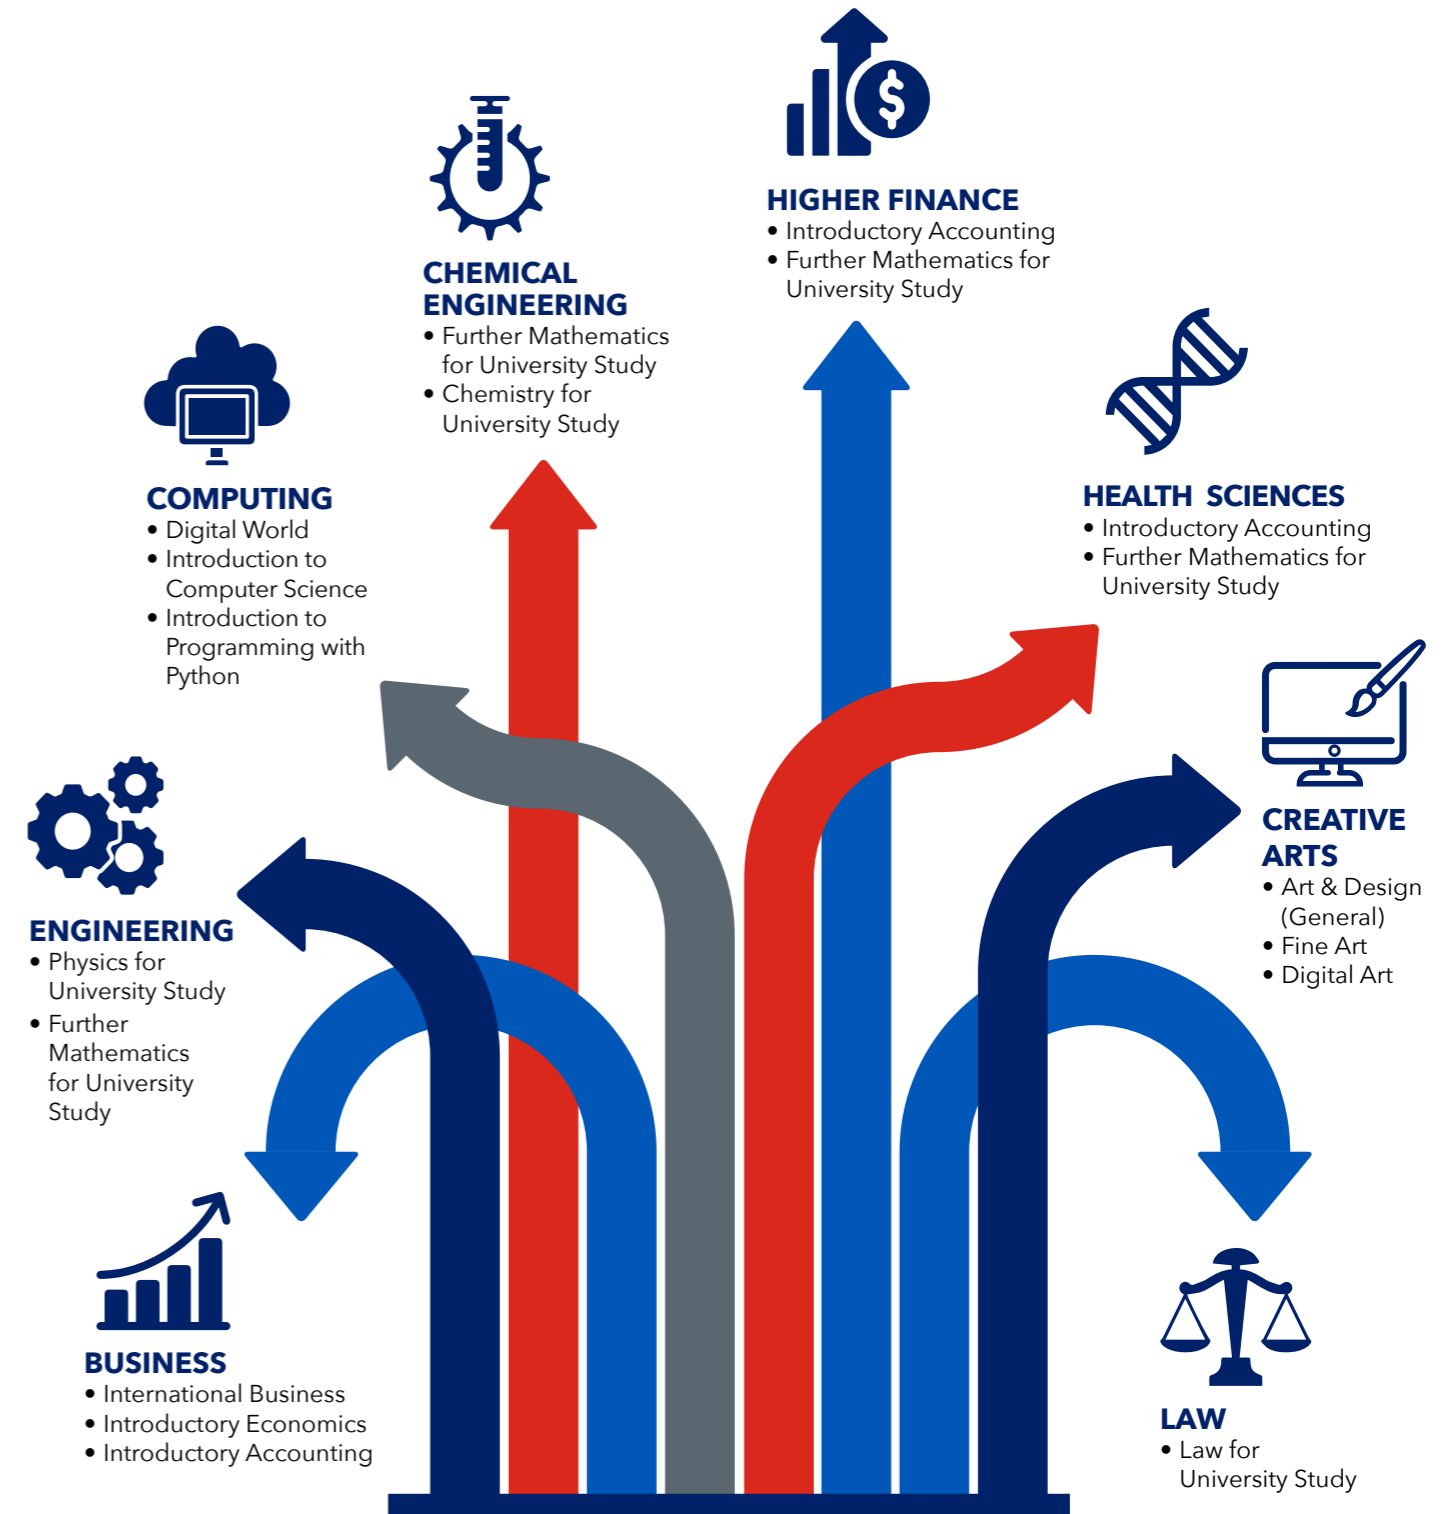 HIGHER FINANCE
• Introductory Accounting
• Further Mathematics for
University Study
CHEMICAL
ENGINEERING
• Further Mathematics
for University Study
• Chemistry for
University Study
COMPUTING
• Digital World
• Introduction to
Computer Science
• Introduction to
Programming with
Python
HEALTH SCIENCES
• Introductory Accounting
• Further Mathematics for
University Study
CREATIVE
ARTS
• Art & Design
(General)
• Fine Art
• Digital Art
ENGINEERING
• Physics for
University Study
• Further
Mathematics
for University
Study
BUSINESS
• International Business
• Introductory Economics
• Introductory Accounting
LAW
• Law for
University Study